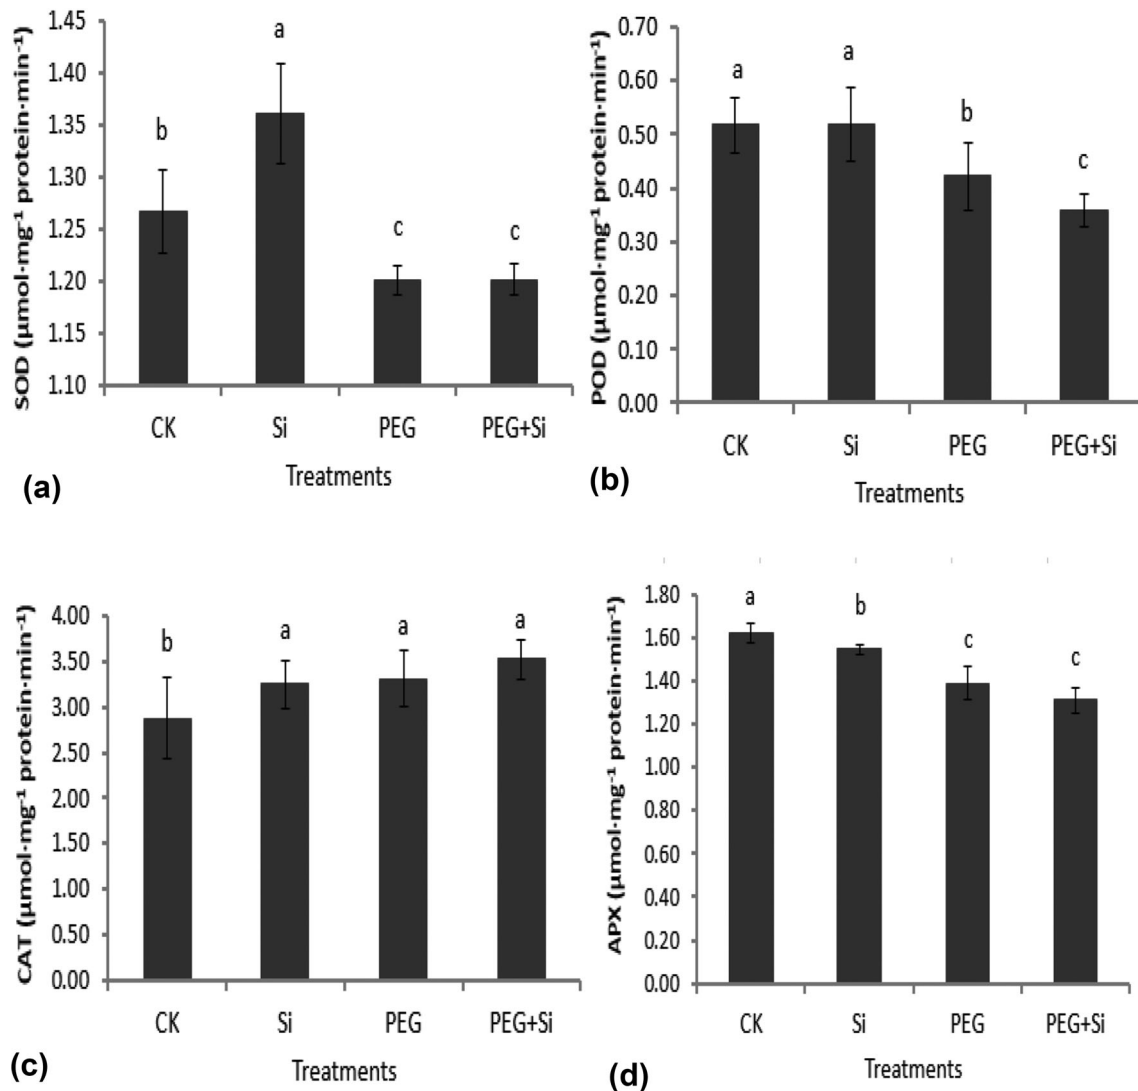 SOD (µmol·mg⁻¹ protein·min⁻¹)
1.45
1.40
1.35
1.30
1.25
1.20
1.15
1.10
b
a
c
c
CK Si PEG PEG+Si
Treatments
(a)
POD (µmol·mg⁻¹ protein·min⁻¹)
0.70
0.60
0.50
0.40
0.30
0.20
0.10
0.00
a
a
b
c
CK Si PEG PEG+Si
Treatments
(b)
CAT (µmol·mg⁻¹ protein·min⁻¹)
4.00
3.50
3.00
2.50
2.00
1.50
1.00
0.50
0.00
b
a
a
a
CK Si PEG PEG+Si
Treatments
(c)
APX (µmol·mg⁻¹ protein·min⁻¹)
1.80
1.60
1.40
1.20
1.00
0.80
0.60
0.40
0.20
0.00
a
b
c
c
CK Si PEG PEG+Si
Treatments
(d)